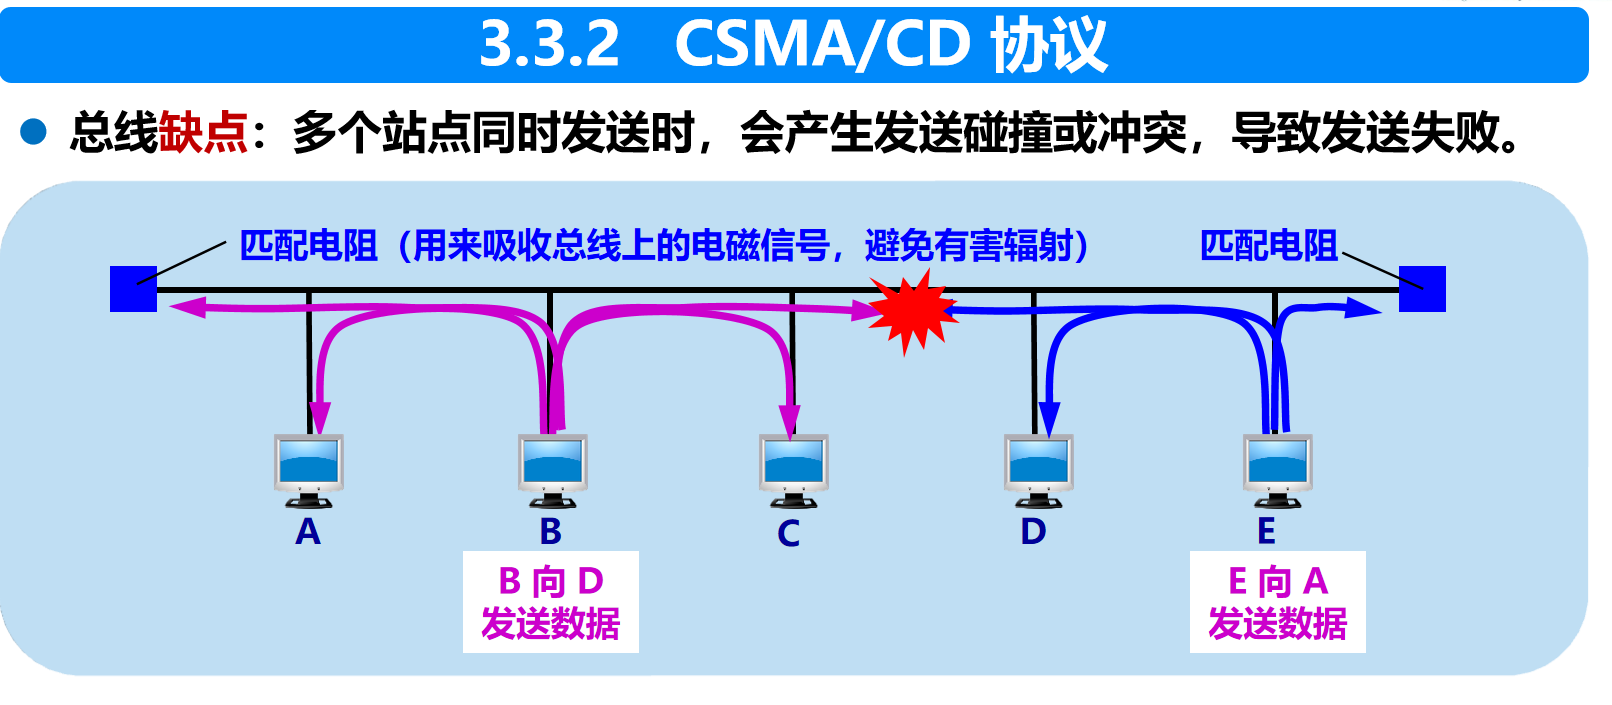 3.3.2 CSMA/CD 协议
总线缺点：多个站点同时发送时，会产生发送碰撞或冲突，导致发送失败。
匹配电阻（用来吸收总线上的电磁信号，避免有害辐射） 匹配电阻
A B C D E
B 向 D
发送数据
E 向 A
发送数据